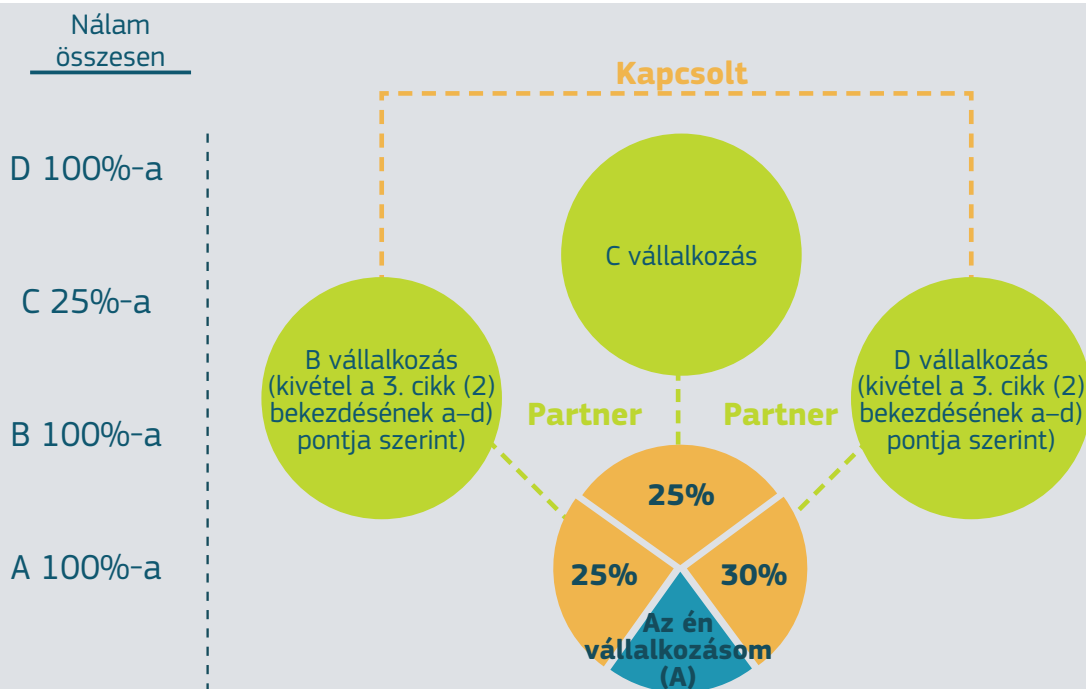 Nálam
összesen
D 100%-a
C 25%-a
B 100%-a
A 100%-a
Kapcsolt
C vállalkozás
B vállalkozás
(kivétel a 3. cikk (2)
bekezdésének a–d)
pontja szerint)
Partner
Partner
D vállalkozás
(kivétel a 3. cikk (2)
bekezdésének a–d)
pontja szerint)
25%
25%
30%
Az én
vállalkozásom
(A)